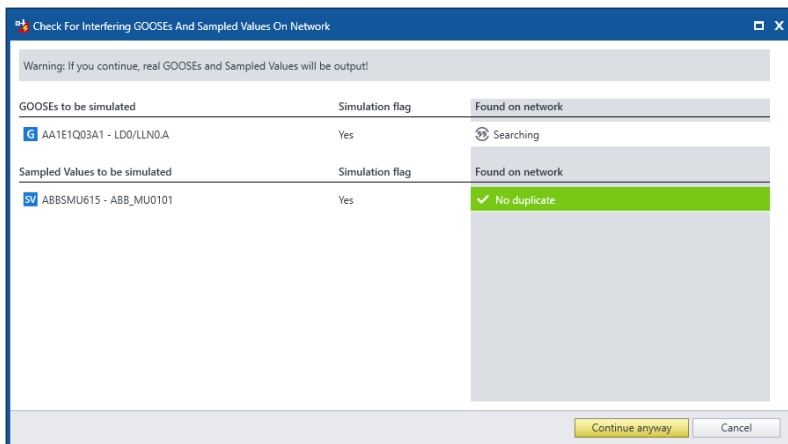 Check For Interfering GOOSEs And Sampled Values On Network
Warning: If you continue, real GOOSEs and Sampled Values will be output!
GOOSEs to be simulated Simulation flag Found on network
G AA1E1Q03A1 - LD0/LLN0.A Yes Searching
Sampled Values to be simulated Simulation flag Found on network
SV ABBSMU615 - ABB_MU0101 Yes No duplicate
Continue anyway Cancel